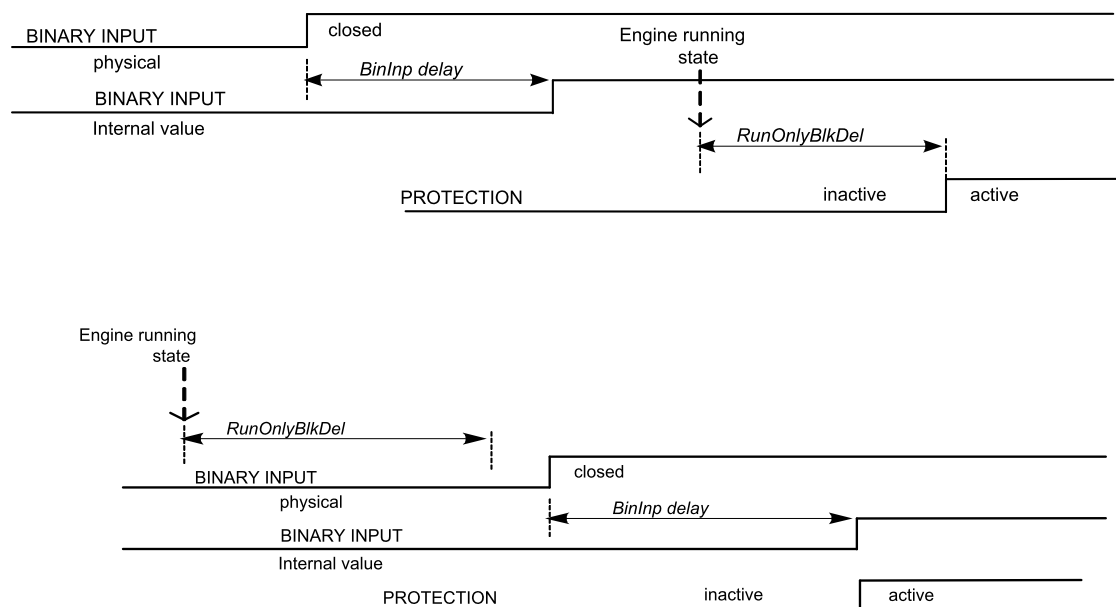 BINARY INPUT
physical
closed
Engine running
state
BinInp delay
BINARY INPUT
Internal value
RunOnlyBlkDel
PROTECTION
inactive
active
Engine running
state
RunOnlyBlkDel
BINARY INPUT
physical
closed
BinInp delay
BINARY INPUT
Internal value
PROTECTION
inactive
active